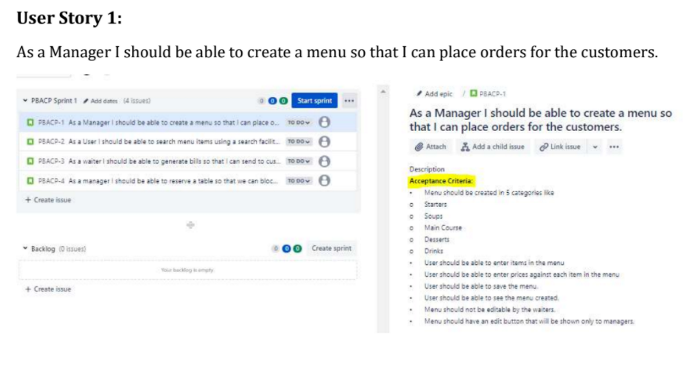 User Story 1:
As a Manager I should be able to create a menu so that I can place orders for the customers.
PBACP Sprint 1 Add dates (4 issues) 0 0 0 Start sprint •••
PBACP-1 As a Manager I should be able to create a menu so that I can place o... TO DO
PBACP-2 As a User I should be able to search menu items using a search facilit... TO DO
PBACP-3 As a waiter I should be able to generate bills so that I can send to cus... TO DO
PBACP-4 As a manager I should be able to reserve a table so that we can bloc... TO DO
+ Create issue
Backlog (0 issues) 0 0 0 Create sprint
Your backlog is empty
+ Create issue
Add epic / PBACP-1
As a Manager I should be able to create a menu so
that I can place orders for the customers.
Attach Add a child issue Link issue •••
Description
Acceptance Criteria:
• Menu should be created in 5 categories like
o Starters
o Soups
o Main Course
o Desserts
o Drinks
• User should be able to enter items in the menu
• User should be able to enter prices against each item in the menu
• User should be able to save the menu.
• User should be able to see the menu created.
• Menu should not be editable by the waiters.
• Menu should have an edit button that will be shown only to managers.